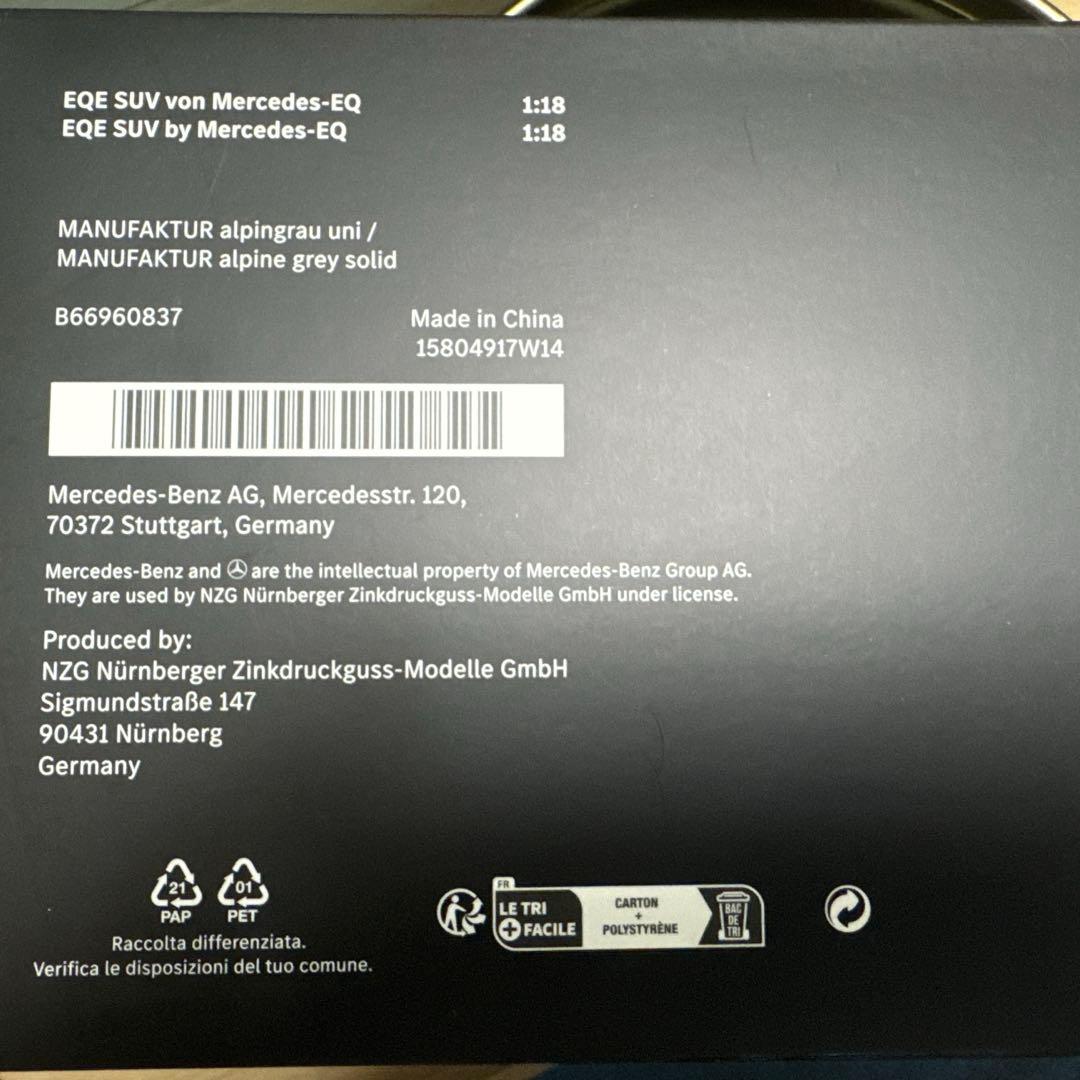 EQE SUV von Mercedes-EQ 1:18
EQE SUV by Mercedes-EQ 1:18
MANUFAKTUR alpingrau uni /
MANUFAKTUR alpine grey solid
B66960837 Made in China
15804917W14
Mercedes-Benz AG, Mercedesstr. 120,
70372 Stuttgart, Germany
Mercedes-Benz and are the intellectual property of Mercedes-Benz Group AG.
They are used by NZG Nürnberger Zinkdruckguss-Modelle GmbH under license.
Produced by:
NZG Nürnberger Zinkdruckguss-Modelle GmbH
Sigmundstraße 147
90431 Nürnberg
Germany
21 01
PAP PET
Raccolta differenziata.
Verifica le disposizioni del tuo comune.
FR
LE TRI
+ FACILE
CARTON
+
POLYSTYRÈNE
BAC
DE
TRI